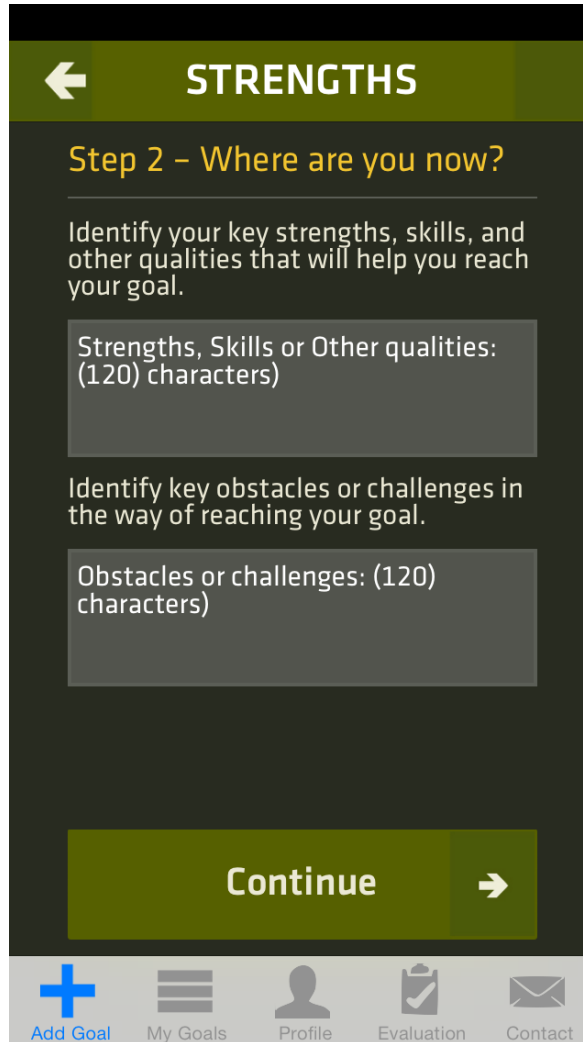 STRENGTHS
Step 2 – Where are you now?
Identify your key strengths, skills, and
other qualities that will help you reach
your goal.
Strengths, Skills or Other qualities:
(120) characters)
Identify key obstacles or challenges in
the way of reaching your goal.
Obstacles or challenges: (120)
characters)
Continue
Add Goal My Goals Profile Evaluation Contact